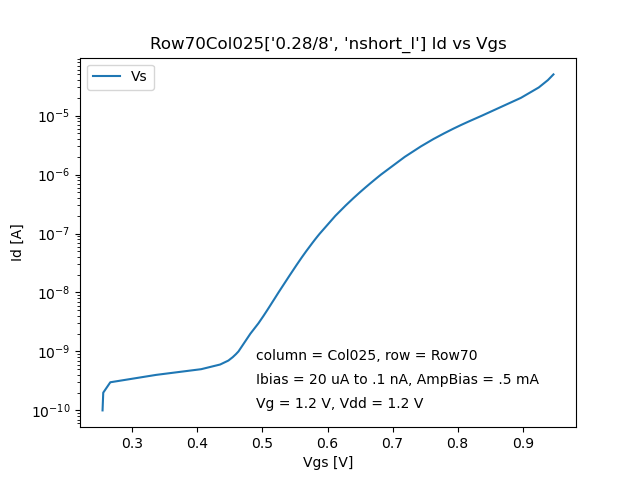 Row70Col025['0.28/8', 'nshort_l'] Id vs Vgs
Vs
10⁻⁵
10⁻⁶
10⁻⁷
10⁻⁸
10⁻⁹
10⁻¹⁰
Id [A]
column = Col025, row = Row70
Ibias = 20 uA to .1 nA, AmpBias = .5 mA
Vg = 1.2 V, Vdd = 1.2 V
0.3 0.4 0.5 0.6 0.7 0.8 0.9
Vgs [V]